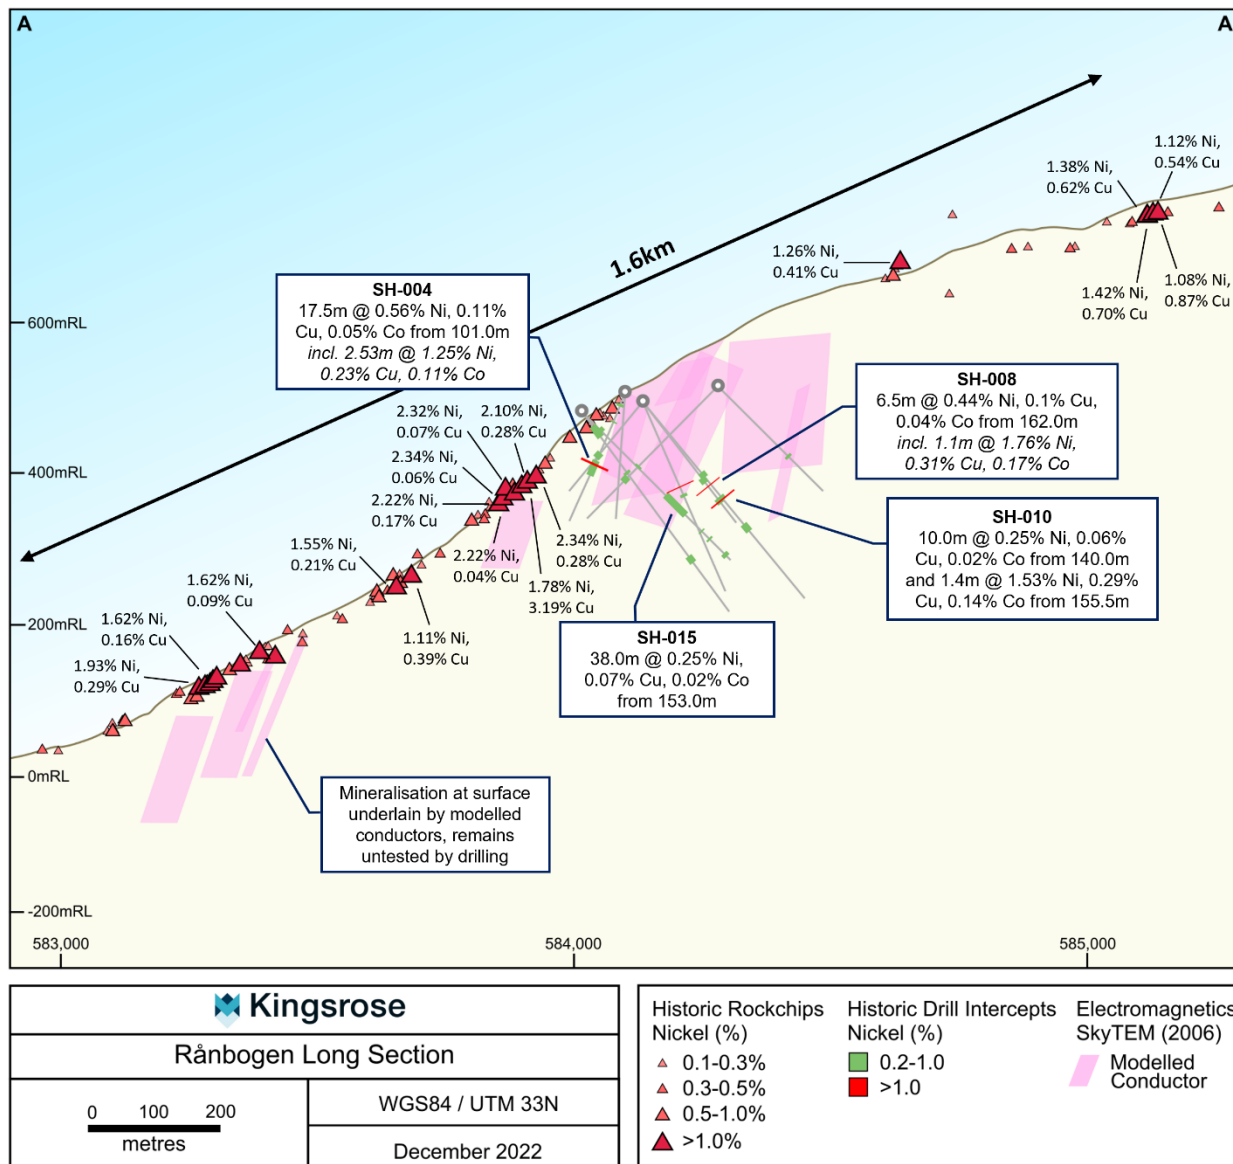 A
A
1.6km
1.12% Ni,
0.54% Cu
1.38% Ni,
0.62% Cu
1.26% Ni,
0.41% Cu
1.42% Ni,
0.70% Cu
1.08% Ni,
0.87% Cu
SH-004
17.5m @ 0.56% Ni, 0.11%
Cu, 0.05% Co from 101.0m
incl. 2.53m @ 1.25% Ni,
0.23% Cu, 0.11% Co
600mRL
SH-008
6.5m @ 0.44% Ni, 0.1% Cu,
0.04% Co from 162.0m
incl. 1.1m @ 1.76% Ni,
0.31% Cu, 0.17% Co
2.32% Ni,
0.07% Cu
2.10% Ni,
0.28% Cu
2.34% Ni,
0.06% Cu
400mRL
2.22% Ni,
0.17% Cu
SH-010
10.0m @ 0.25% Ni, 0.06%
Cu, 0.02% Co from 140.0m
and 1.4m @ 1.53% Ni, 0.29%
Cu, 0.14% Co from 155.5m
1.55% Ni,
0.21% Cu
2.22% Ni,
0.04% Cu
2.34% Ni,
0.28% Cu
1.78% Ni,
3.19% Cu
1.62% Ni,
0.09% Cu
1.62% Ni,
0.16% Cu
200mRL
1.11% Ni,
0.39% Cu
1.93% Ni,
0.29% Cu
SH-015
38.0m @ 0.25% Ni,
0.07% Cu, 0.02% Co
from 153.0m
0mRL
Mineralisation at surface
underlain by modelled
conductors, remains
untested by drilling
-200mRL
583,000
584,000
585,000
Kingsrose
Rånbogen Long Section
0 100 200
metres
WGS84 / UTM 33N
December 2022
Historic Rockchips
Nickel (%)
0.1-0.3%
0.3-0.5%
0.5-1.0%
>1.0%
Historic Drill Intercepts
Nickel (%)
0.2-1.0
>1.0
Electromagnetics
SkyTEM (2006)
Modelled
Conductor